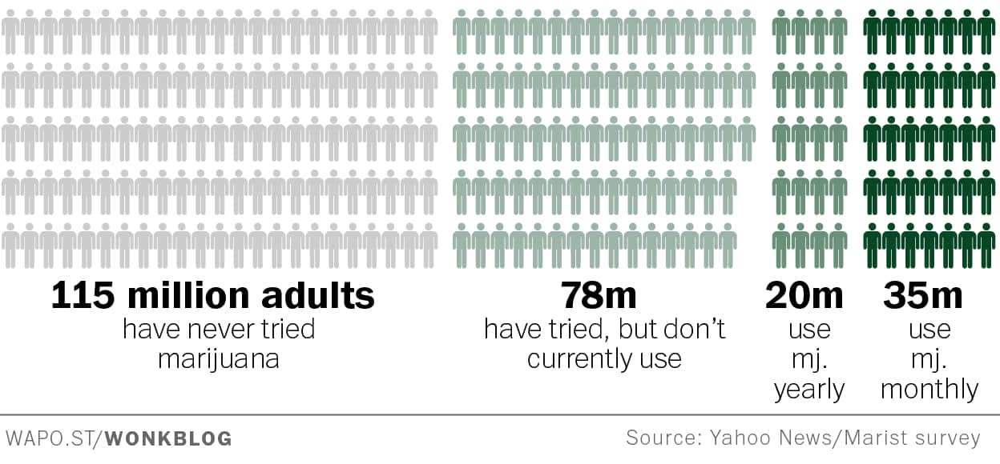 115 million adults
have never tried
marijuana
78m
have tried, but don’t
currently use
20m
use
mj.
yearly
35m
use
mj.
monthly
WAPO.ST/WONKBLOG
Source: Yahoo News/Marist survey